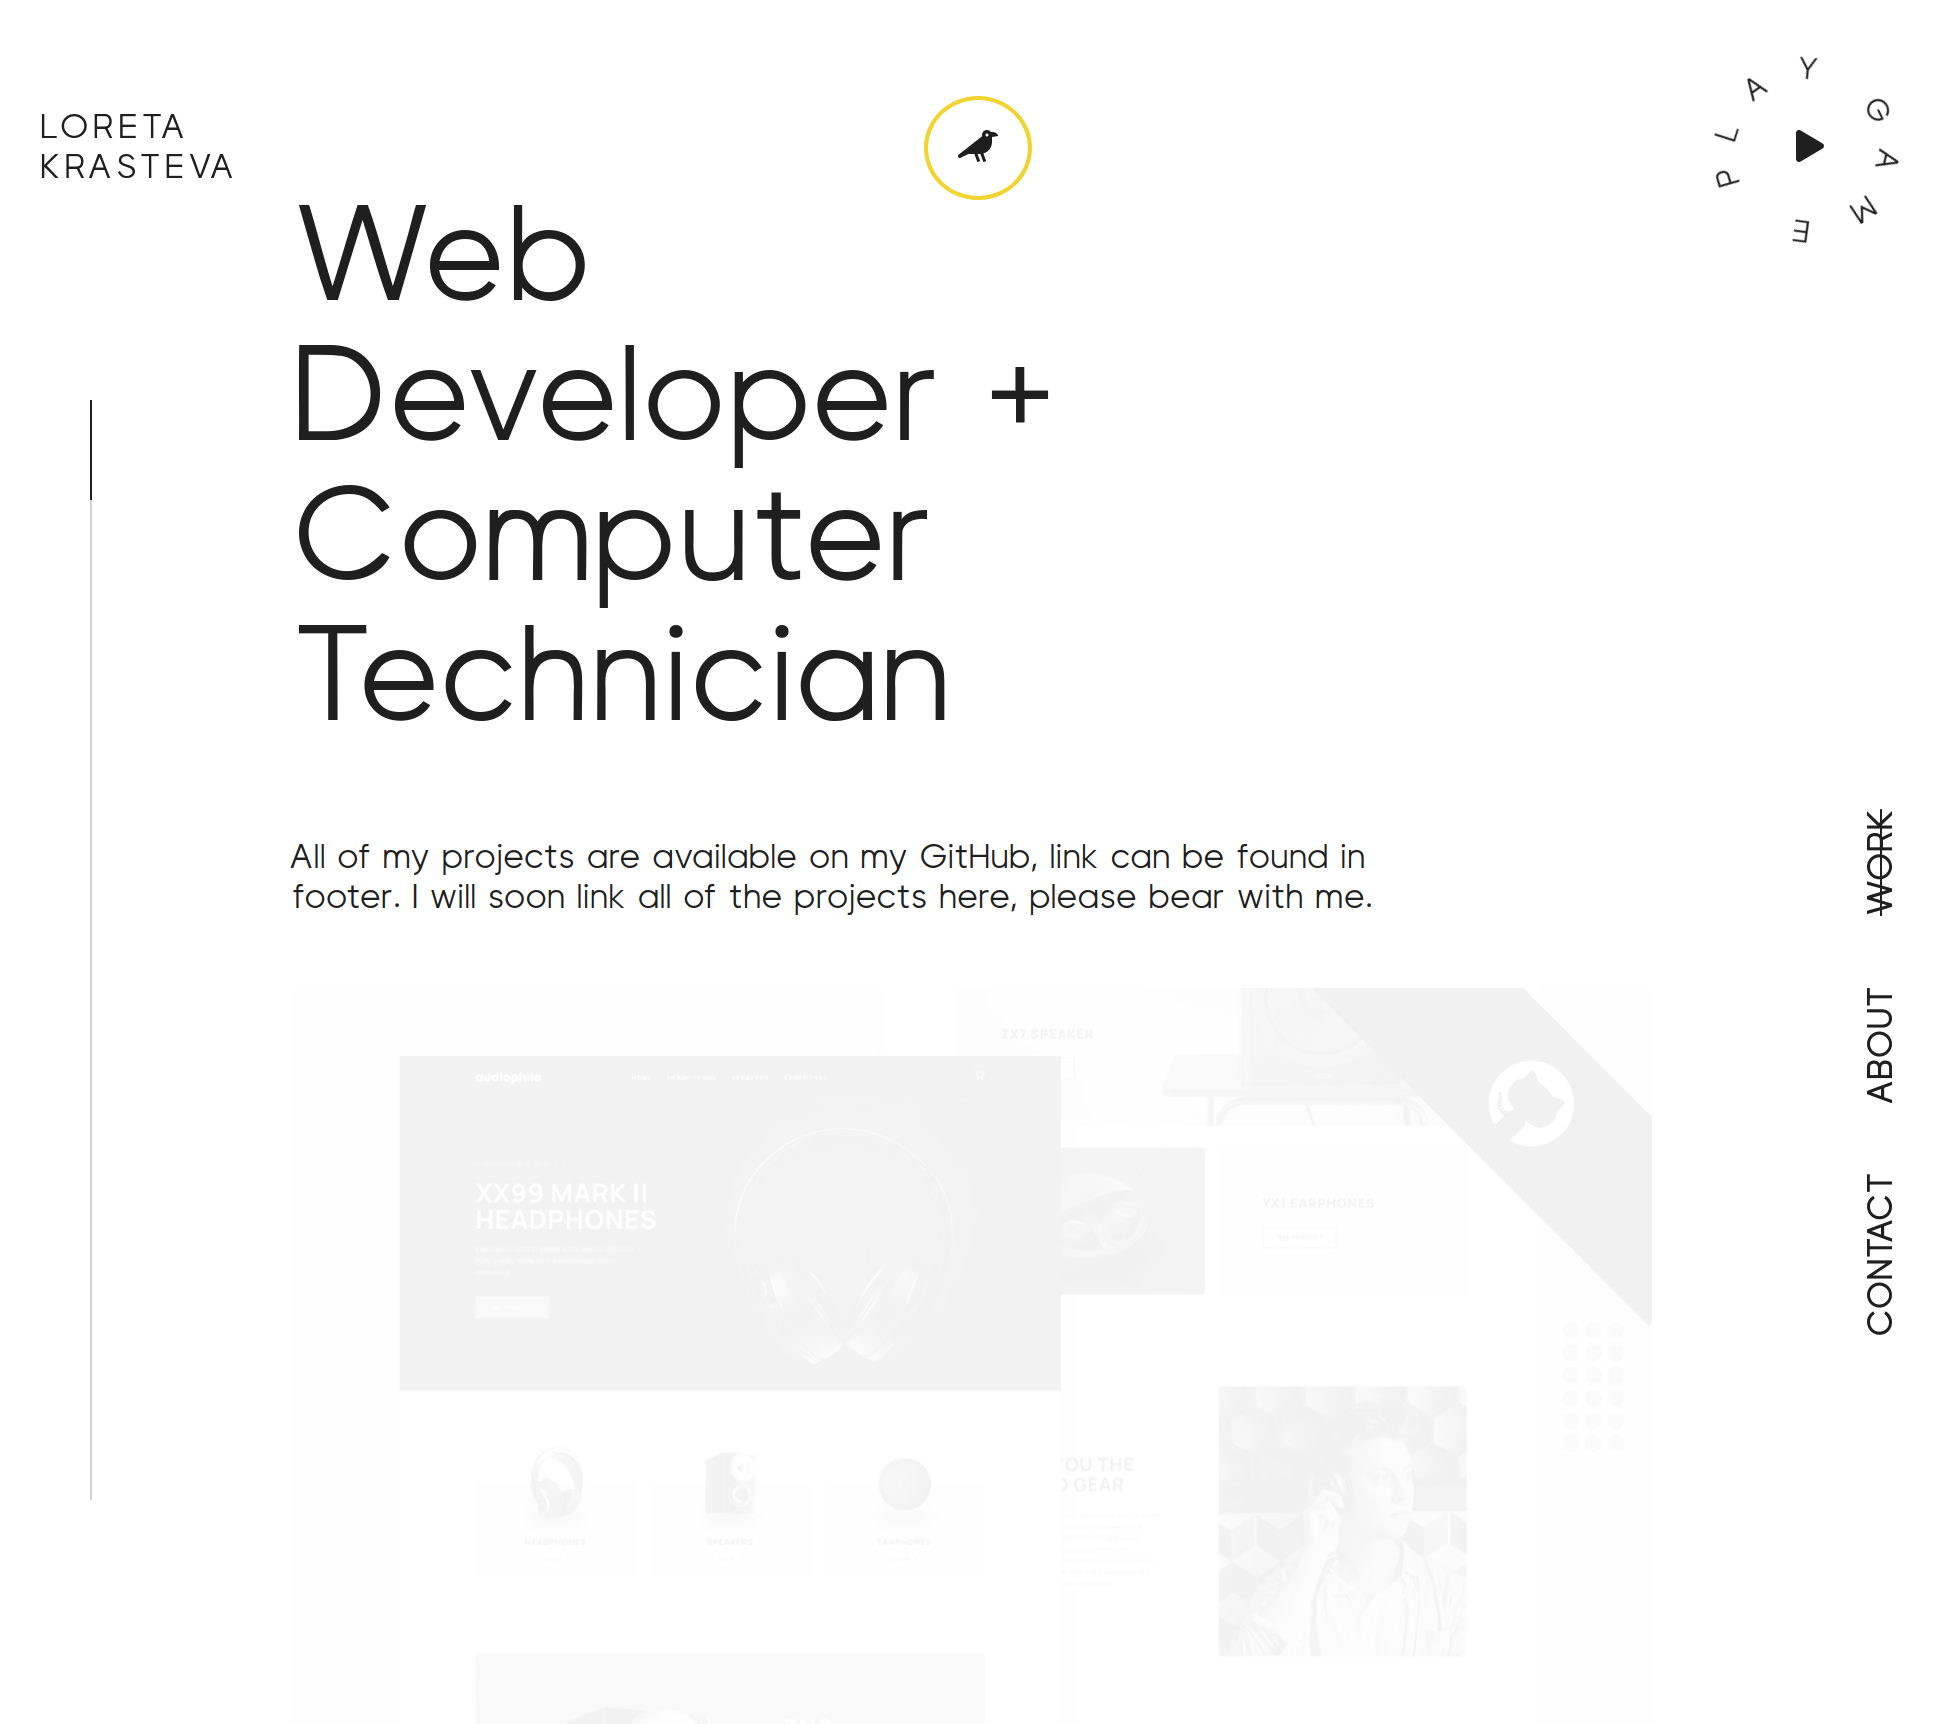 LORETA
KRASTEVA
PLAY GAME
Web
Developer +
Computer
Technician
All of my projects are available on my GitHub, link can be found in
footer. I will soon link all of the projects here, please bear with me.
WORK
ABOUT
CONTACT
ZX7 SPEAKER
audiophile
XX99 MARK II
HEADPHONES
YX1 EARPHONES
YOU THE
GEAR
HEADPHONES
SPEAKERS
EARPHONES